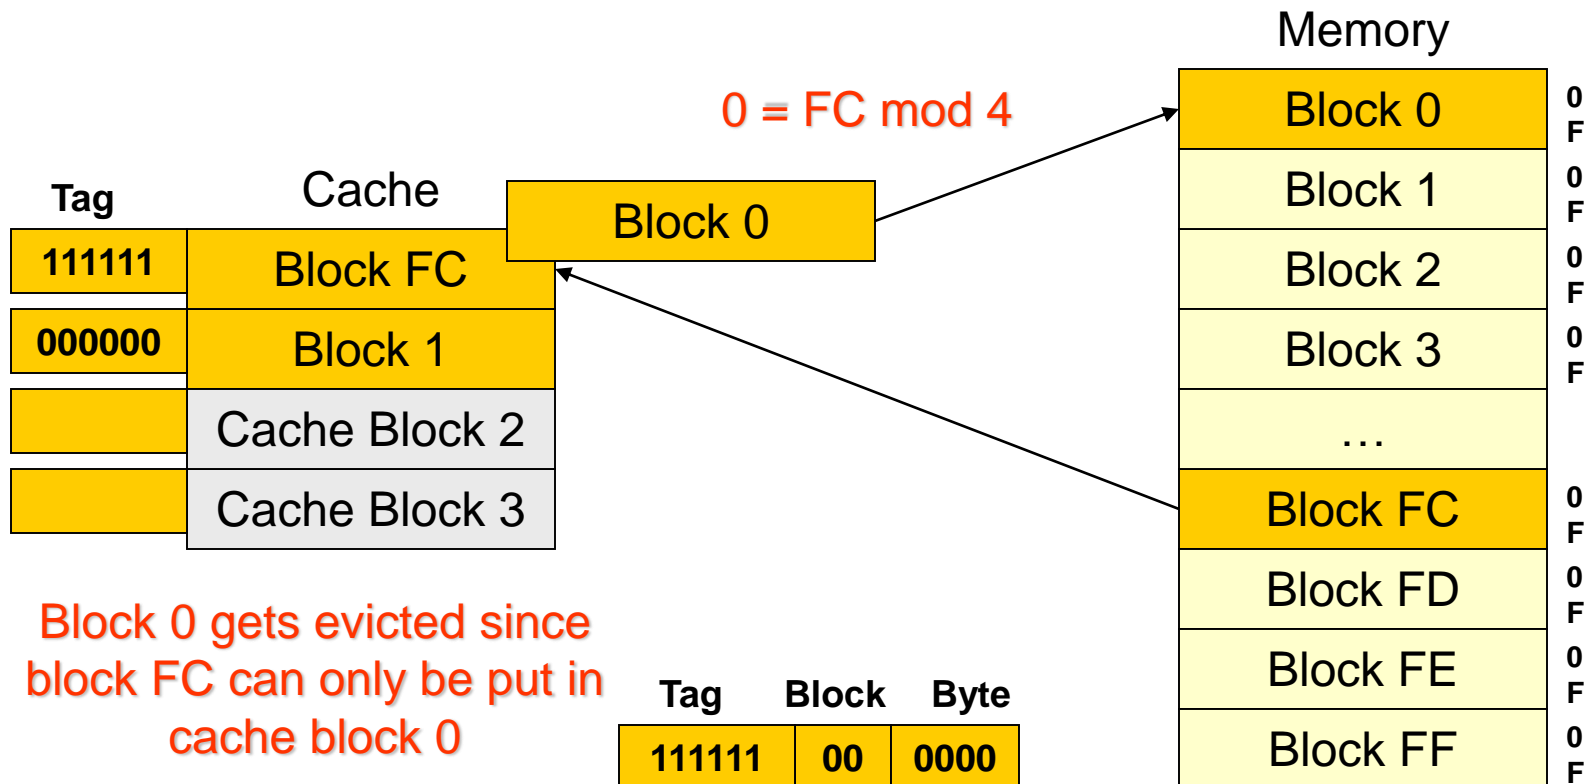 Memory
0 = FC mod 4
Block 0
0
F
Block 1
0
F
Block 2
0
F
Block 3
0
F
…
Block FC
0
F
Block FD
0
F
Block FE
0
F
Block FF
0
F
Tag
Cache
Block 0
111111
Block FC
000000
Block 1
Cache Block 2
Cache Block 3
Block 0 gets evicted since
block FC can only be put in
cache block 0
Tag Block Byte
111111 00 0000